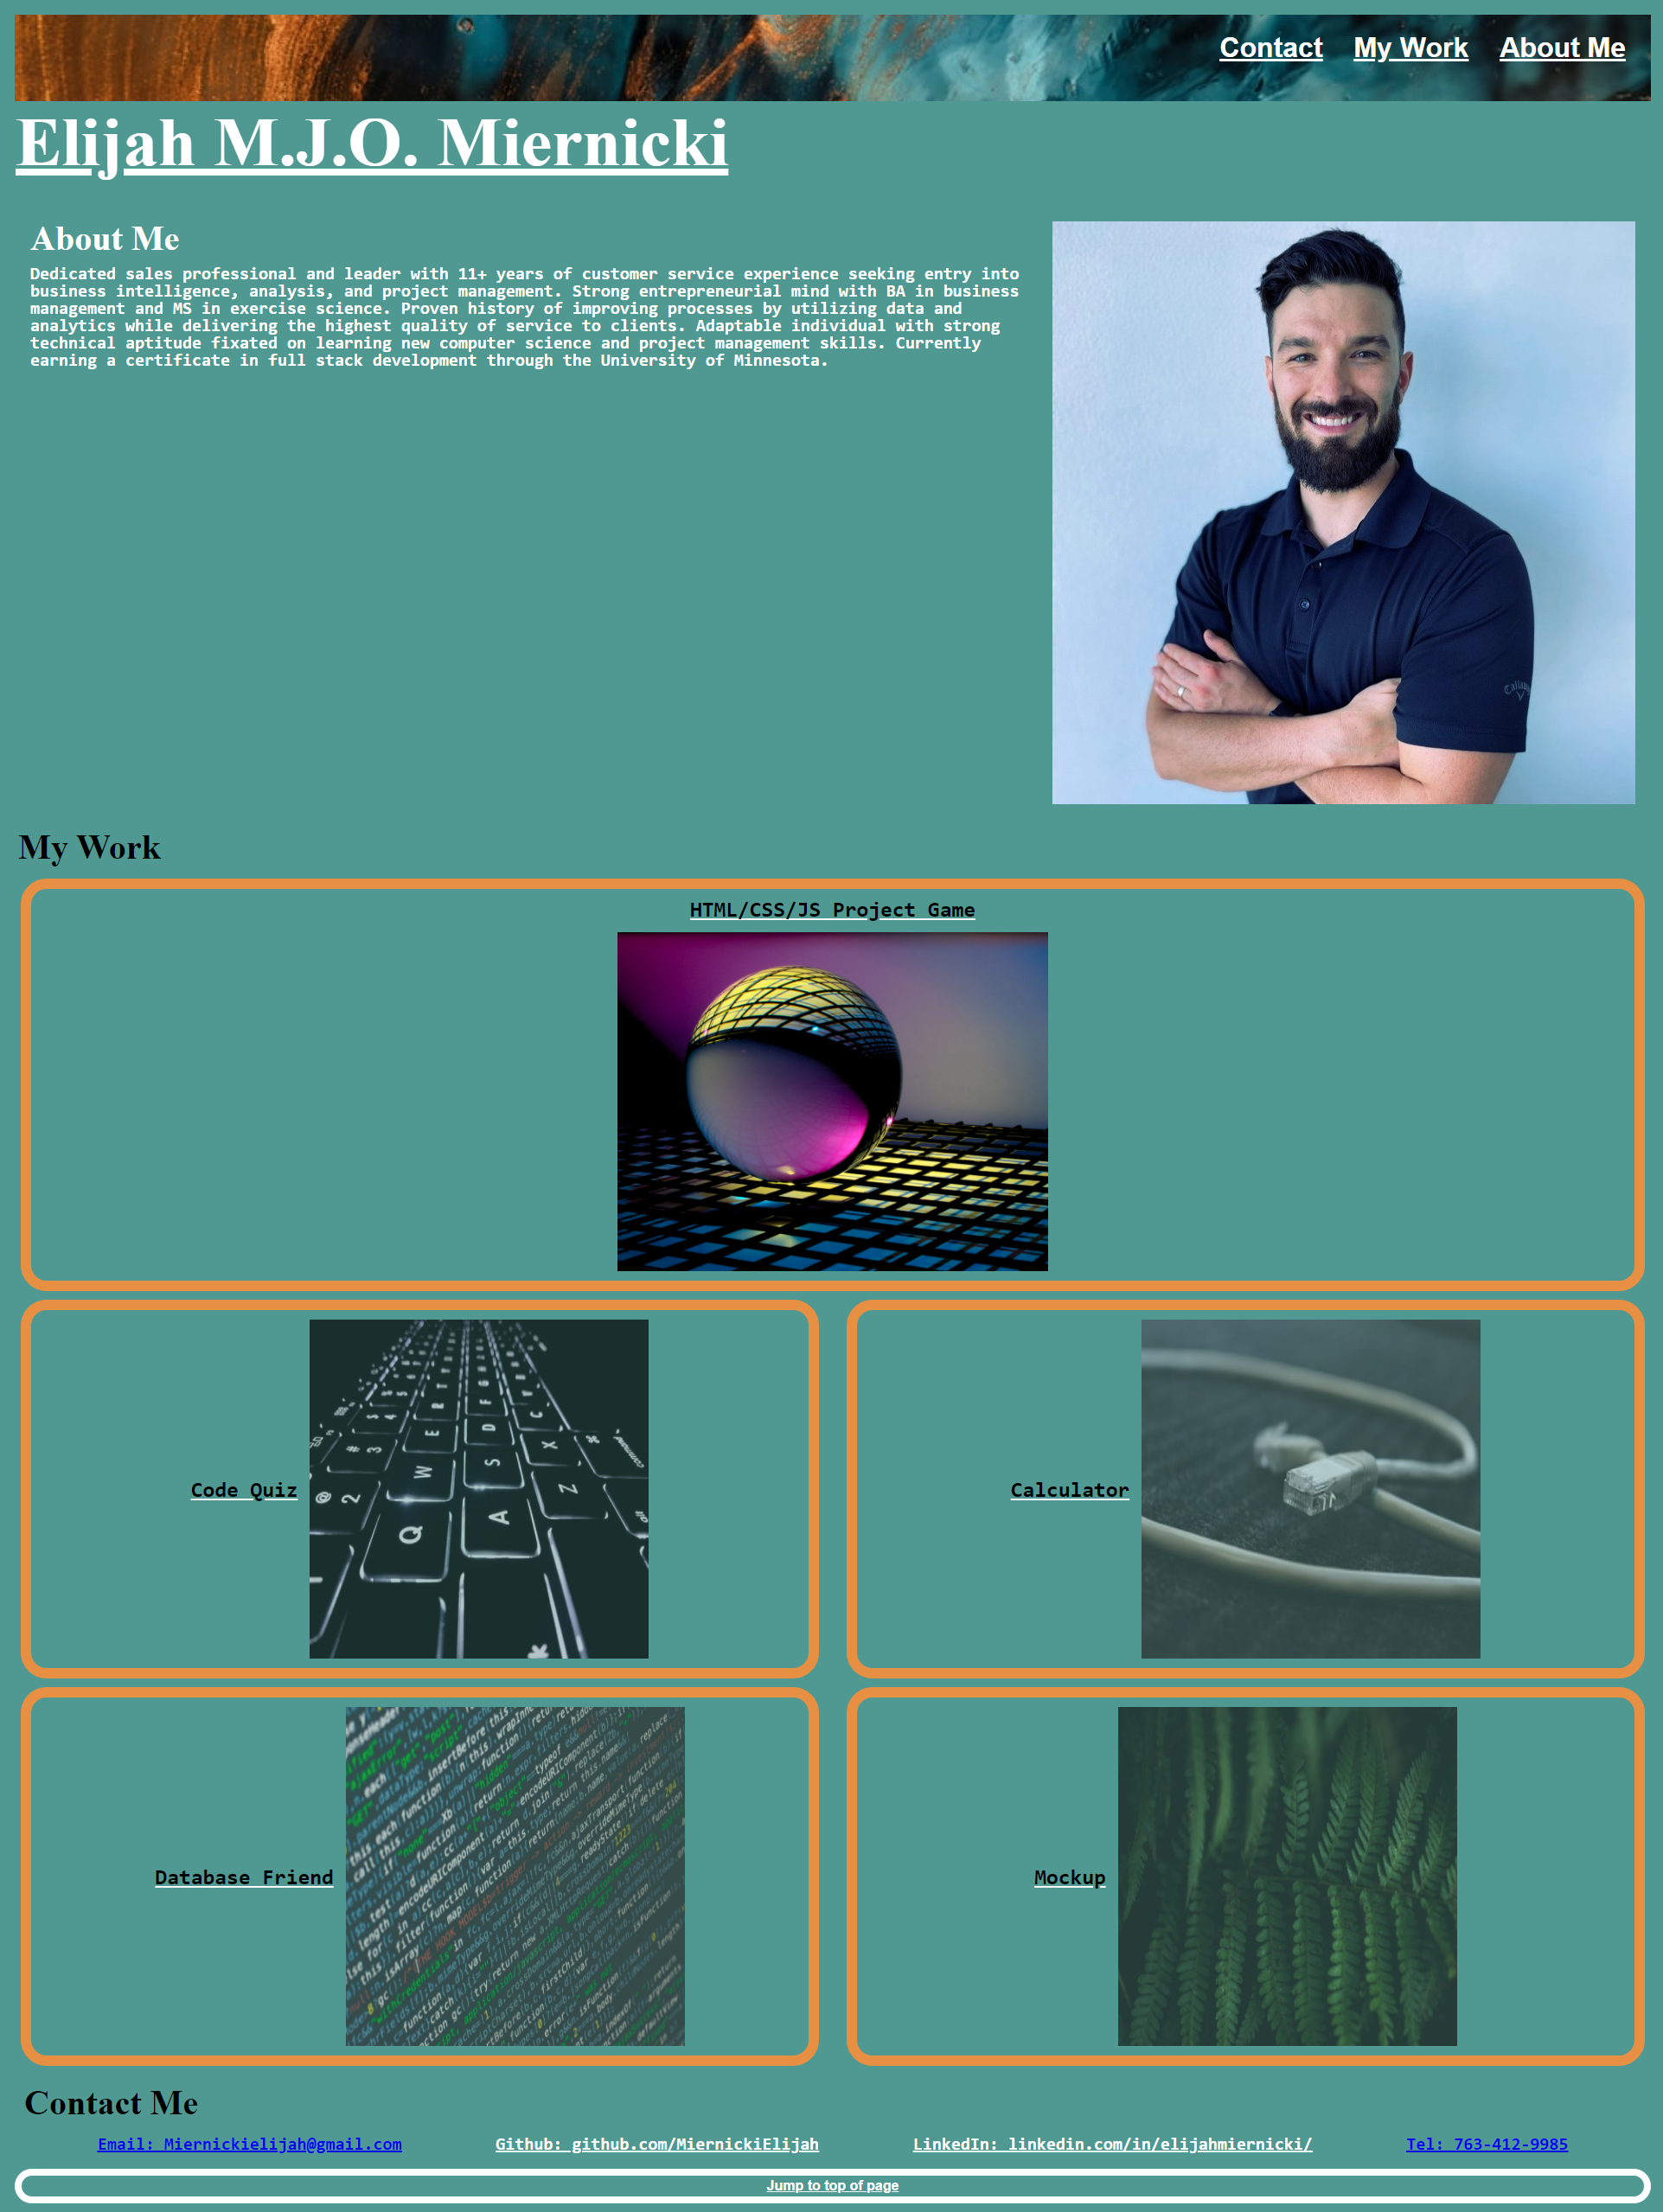 Contact My Work About Me
Elijah M.J.O. Miernicki
About Me
Dedicated sales professional and leader with 11+ years of customer service experience seeking entry into
business intelligence, analysis, and project management. Strong entrepreneurial mind with BA in business
management and MS in exercise science. Proven history of improving processes by utilizing data and
analytics while delivering the highest quality of service to clients. Adaptable individual with strong
technical aptitude fixated on learning new computer science and project management skills. Currently
earning a certificate in full stack development through the University of Minnesota.
My Work
HTML/CSS/JS Project Game
Code Quiz
Calculator
Database Friend
Mockup
Contact Me
Email: Miernickielijah@gmail.com Github: github.com/MiernickiElijah LinkedIn: linkedin.com/in/elijahmiernicki/ Tel: 763-412-9985
Jump to top of page